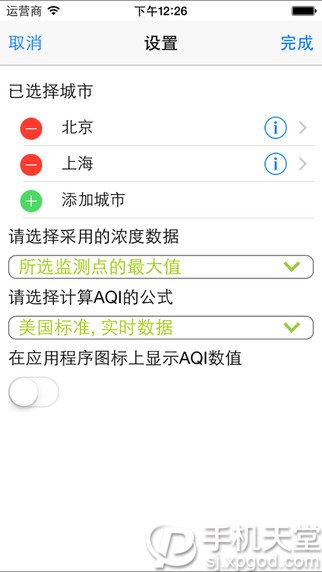 运营商 下午12:26
取消 设置 完成
已选择城市
北京
上海
添加城市
请选择采用的浓度数据
所选监测点的最大值
请选择计算AQI的公式
美国标准, 实时数据
在应用程序图标上显示AQI数值
手机天堂
sj.xpgod.com